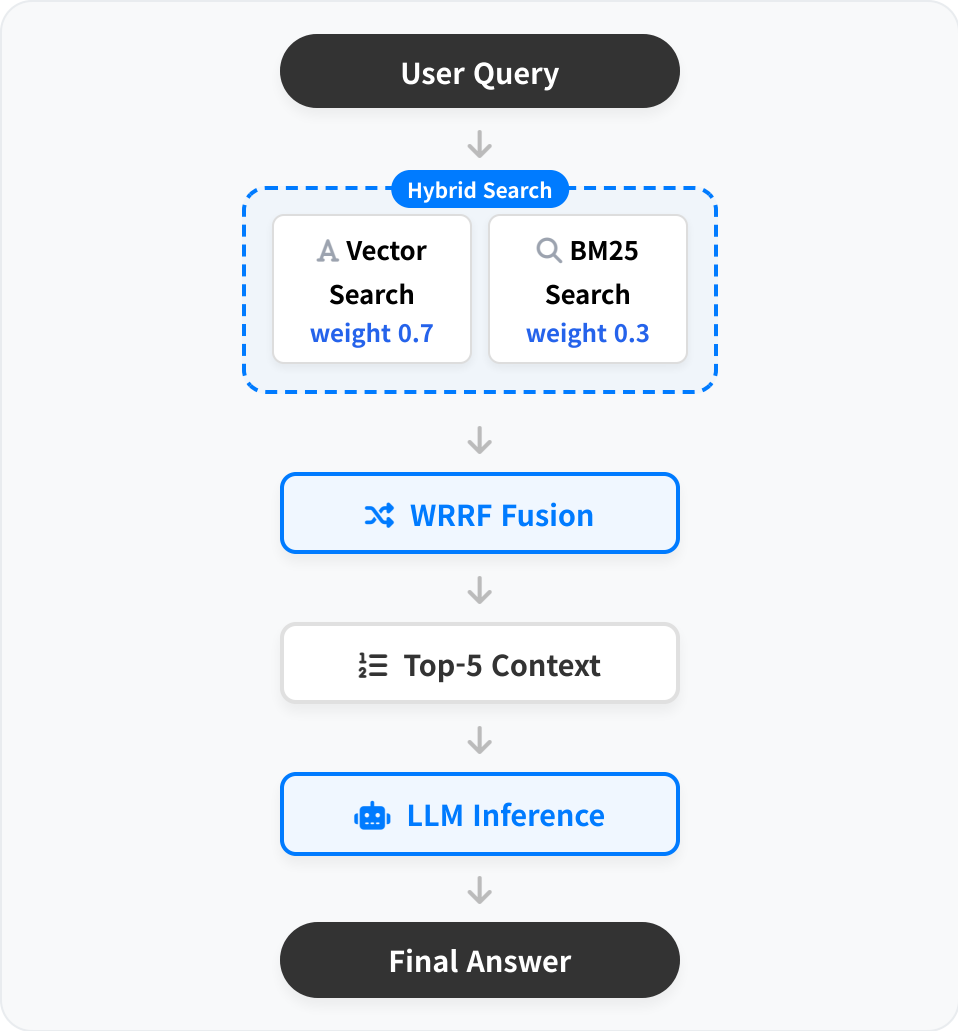 User Query
Hybrid Search
Vector
Search
weight 0.7
BM25
Search
weight 0.3
WRRF Fusion
Top-5 Context
LLM Inference
Final Answer